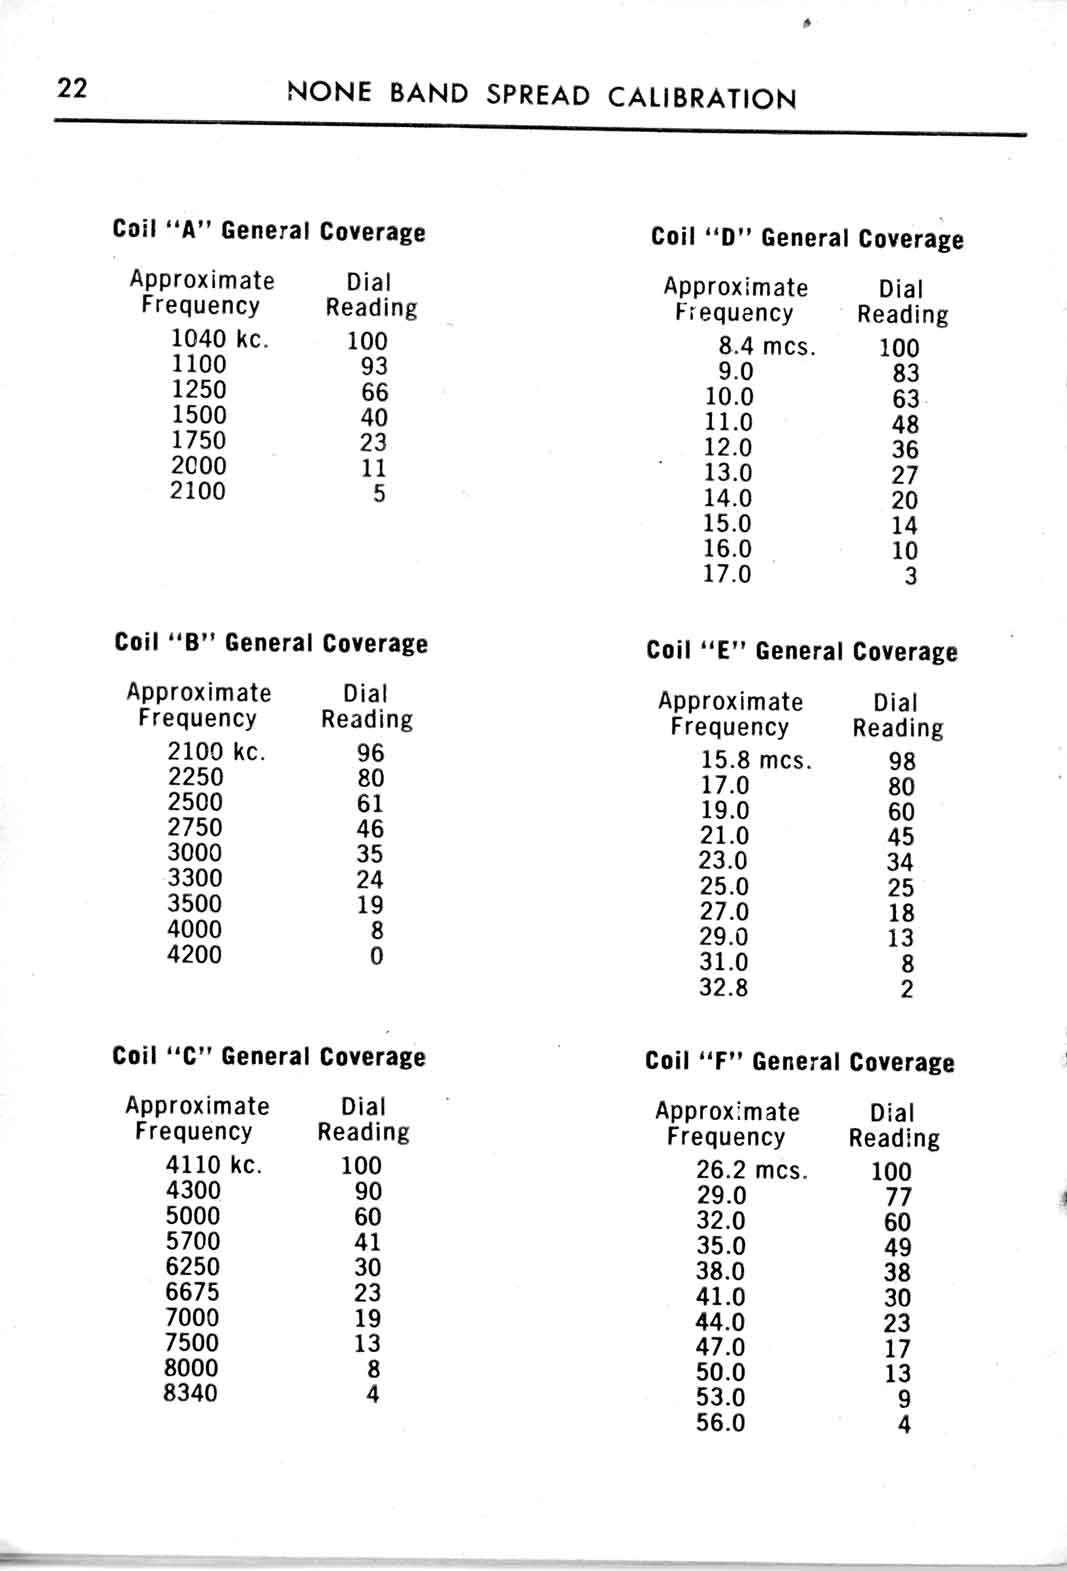 22
NONE BAND SPREAD CALIBRATION
Coil "A" General Coverage
Approximate Dial
Frequency Reading
1040 kc. 100
1100 93
1250 66
1500 40
1750 23
2000 11
2100 5
Coil "B" General Coverage
Approximate Dial
Frequency Reading
2100 kc. 96
2250 80
2500 61
2750 46
3000 35
3300 24
3500 19
4000 8
4200 0
Coil "C" General Coverage
Approximate Dial
Frequency Reading
4110 kc. 100
4300 90
5000 60
5700 41
6250 30
6675 23
7000 19
7500 13
8000 8
8340 4
Coil "D" General Coverage
Approximate Dial
Frequency Reading
8.4 mcs. 100
9.0 83
10.0 63
11.0 48
12.0 36
13.0 27
14.0 20
15.0 14
16.0 10
17.0 3
Coil "E" General Coverage
Approximate Dial
Frequency Reading
15.8 mcs. 98
17.0 80
19.0 60
21.0 45
23.0 34
25.0 25
27.0 18
29.0 13
31.0 8
32.8 2
Coil "F" General Coverage
Approximate Dial
Frequency Reading
26.2 mcs. 100
29.0 77
32.0 60
35.0 49
38.0 38
41.0 30
44.0 23
47.0 17
50.0 13
53.0 9
56.0 4